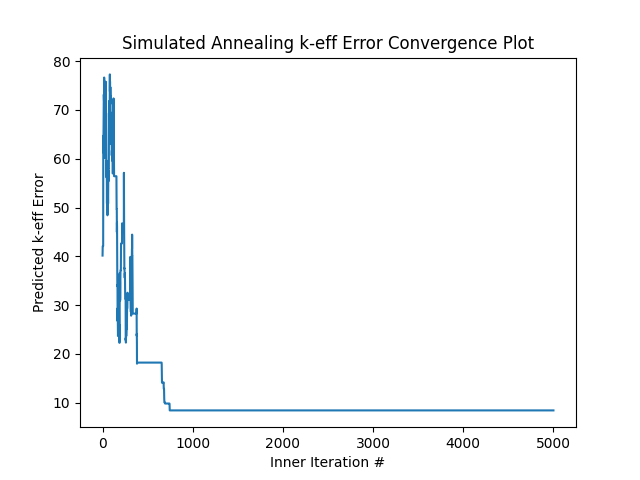 Simulated Annealing k-eff Error Convergence Plot
80
70
60
50
40
30
20
10
Predicted k-eff Error
0 1000 2000 3000 4000 5000
Inner Iteration #